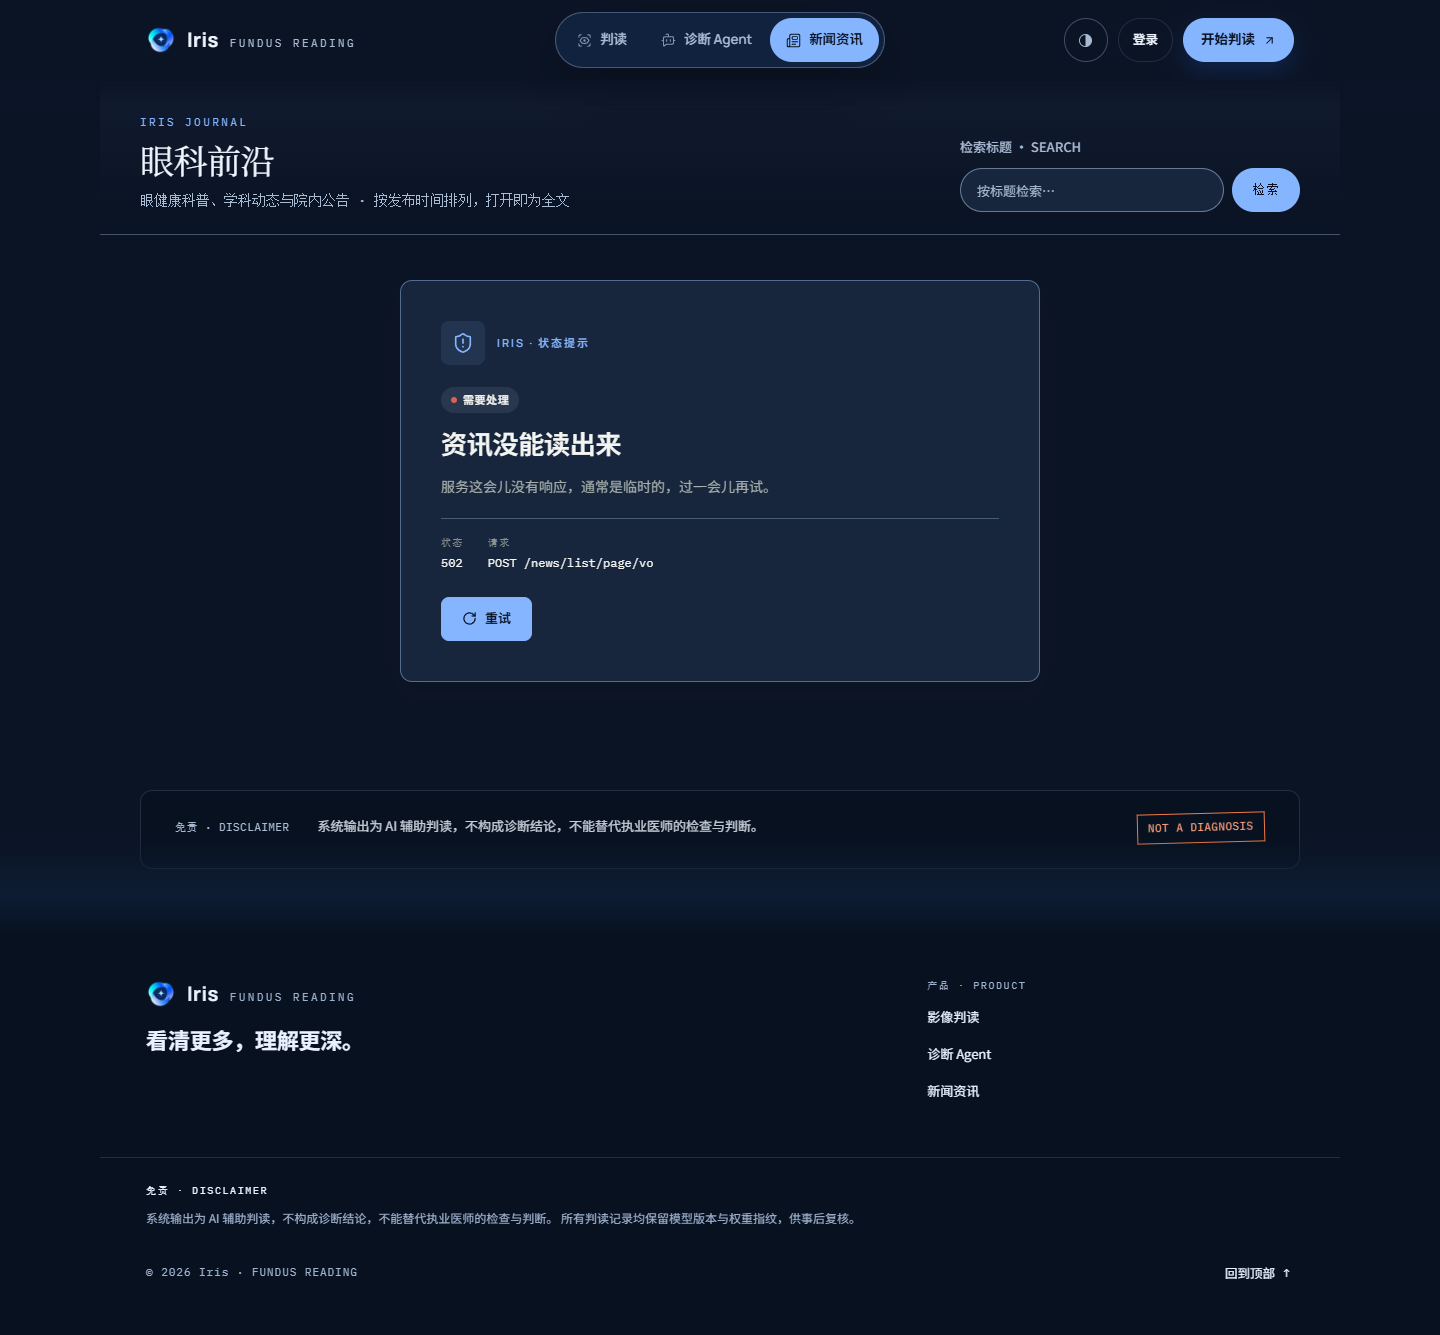 Iris FUNDUS READING
判读
诊断 Agent
新闻资讯
登录
开始判读
IRIS JOURNAL
眼科前沿
眼健康科普、学科动态与院内公告 · 按发布时间排列，打开即为全文
检索标题 • SEARCH
按标题检索…
检索
IRIS · 状态提示
需要处理
资讯没能读出来
服务这会儿没有响应，通常是临时的，过一会儿再试。
状态 请求
502 POST /news/list/page/vo
重试
免责 · DISCLAIMER
系统输出为 AI 辅助判读，不构成诊断结论，不能替代执业医师的检查与判断。
NOT A DIAGNOSIS
Iris FUNDUS READING
看清更多，理解更深。
产品 · PRODUCT
影像判读
诊断 Agent
新闻资讯
免责 · DISCLAIMER
系统输出为 AI 辅助判读，不构成诊断结论，不能替代执业医师的检查与判断。 所有判读记录均保留模型版本与权重指纹，供事后复核。
© 2026 Iris · FUNDUS READING
回到顶部 ↑